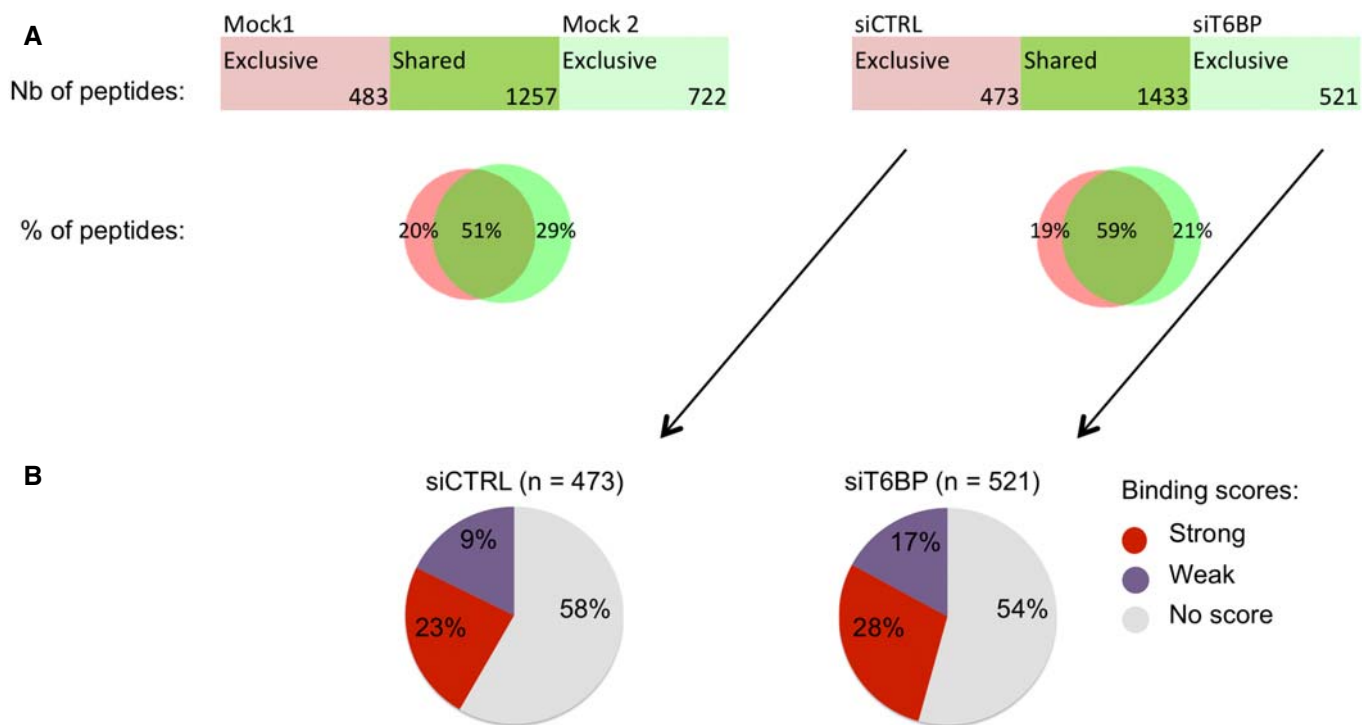 A
Mock1 Mock 2
Exclusive Shared Exclusive
Nb of peptides: 483 1257 722
siCTRL siT6BP
Exclusive Shared Exclusive
473 1433 521
% of peptides: 20% 51% 29%
19% 59% 21%
B
siCTRL (n = 473)
9%
23% 58%
siT6BP (n = 521)
17%
28% 54%
Binding scores:
Strong
Weak
No score